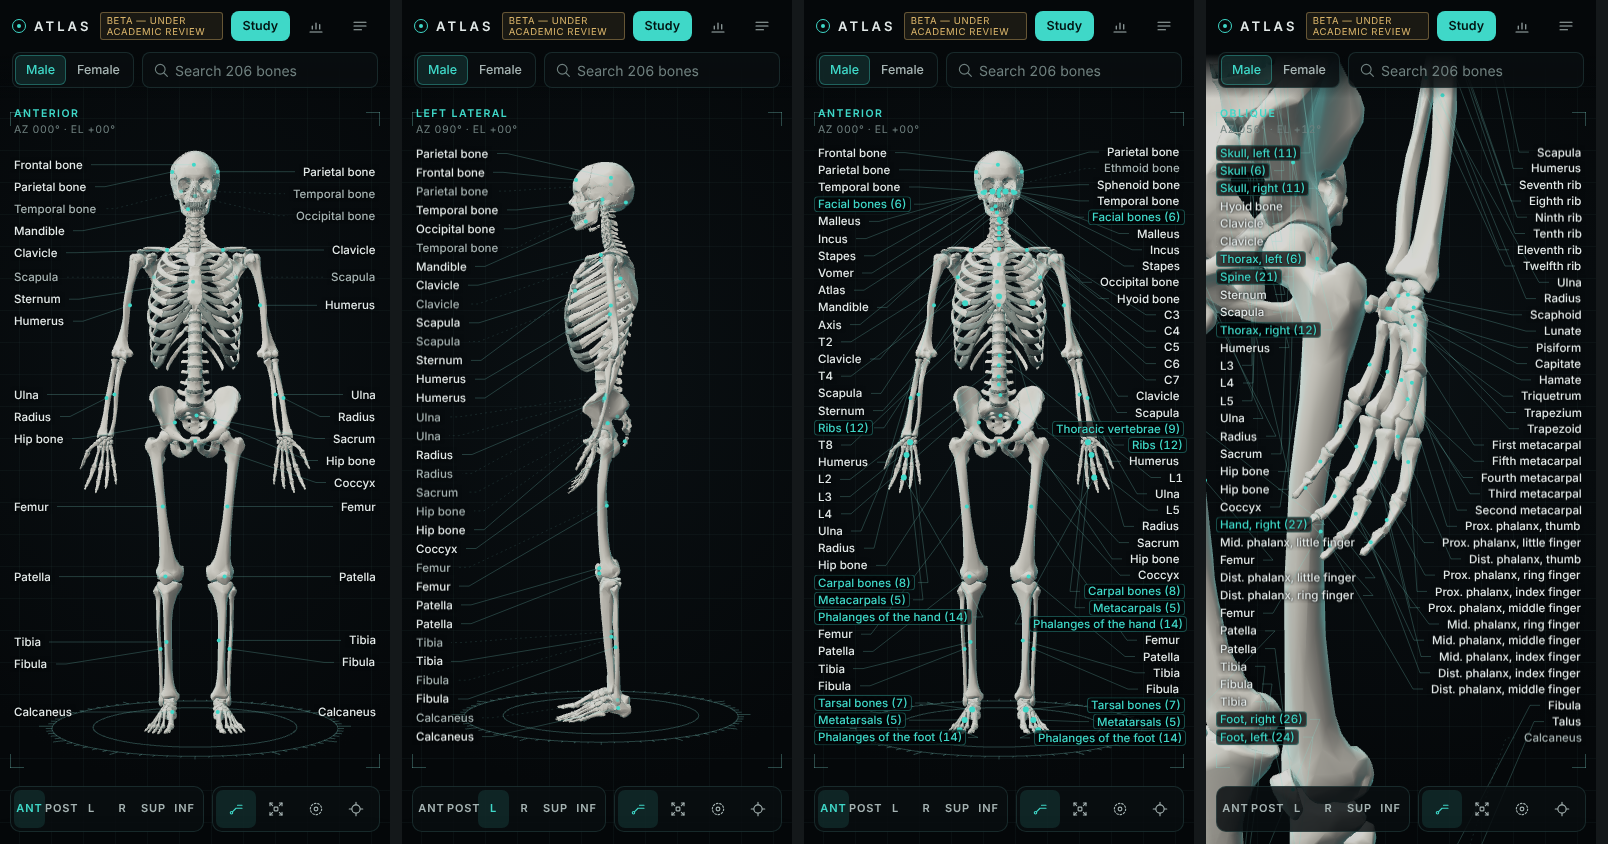 ATLAS
BETA — UNDER
ACADEMIC REVIEW
Study
Male
Female
Search 206 bones
ANTERIOR
AZ 000° · EL +00°
Frontal bone
Parietal bone
Temporal bone
Mandible
Clavicle
Scapula
Sternum
Humerus
Ulna
Radius
Hip bone
Femur
Patella
Tibia
Fibula
Calcaneus
Parietal bone
Temporal bone
Occipital bone
Clavicle
Scapula
Humerus
Ulna
Radius
Sacrum
Hip bone
Coccyx
Femur
Patella
Tibia
Fibula
Calcaneus
ANT POST L R SUP INF
ATLAS
BETA — UNDER
ACADEMIC REVIEW
Study
Male
Female
Search 206 bones
LEFT LATERAL
AZ 090° · EL +00°
Parietal bone
Frontal bone
Parietal bone
Temporal bone
Occipital bone
Temporal bone
Mandible
Clavicle
Clavicle
Scapula
Scapula
Sternum
Humerus
Humerus
Ulna
Ulna
Radius
Radius
Sacrum
Hip bone
Hip bone
Coccyx
Femur
Femur
Patella
Patella
Tibia
Tibia
Fibula
Fibula
Calcaneus
Calcaneus
ANT POST L R SUP INF
ATLAS
BETA — UNDER
ACADEMIC REVIEW
Study
Male
Female
Search 206 bones
ANTERIOR
AZ 000° · EL +00°
Frontal bone
Parietal bone
Temporal bone
Facial bones (6)
Malleus
Incus
Stapes
Vomer
Atlas
Mandible
Axis
T2
Clavicle
T4
Scapula
Sternum
Ribs (12)
T8
Humerus
L2
L3
L4
Ulna
Radius
Hip bone
Carpal bones (8)
Metacarpals (5)
Phalanges of the hand (14)
Femur
Patella
Tibia
Fibula
Tarsal bones (7)
Metatarsals (5)
Phalanges of the foot (14)
Parietal bone
Ethmoid bone
Sphenoid bone
Temporal bone
Facial bones (6)
Malleus
Incus
Stapes
Occipital bone
Hyoid bone
C3
C4
C5
C6
C7
Clavicle
Scapula
Thoracic vertebrae (9)
Ribs (12)
Humerus
L1
Ulna
L5
Radius
Sacrum
Hip bone
Coccyx
Carpal bones (8)
Metacarpals (5)
Phalanges of the hand (14)
Femur
Patella
Tibia
Fibula
Tarsal bones (7)
Metatarsals (5)
Phalanges of the foot (14)
ANT POST L R SUP INF
ATLAS
BETA — UNDER
ACADEMIC REVIEW
Study
Male
Female
Search 206 bones
OBLIQUE
Skull, left (11)
Skull (6)
Skull, right (11)
Hyoid bone
Clavicle
Clavicle
Thorax, left (6)
Spine (21)
Sternum
Scapula
Thorax, right (12)
Humerus
L3
L4
L5
Ulna
Radius
Sacrum
Hip bone
Hip bone
Coccyx
Hand, right (27)
Mid. phalanx, little finger
Femur
Dist. phalanx, little finger
Dist. phalanx, ring finger
Femur
Patella
Patella
Tibia
Fibula
Tibia
Foot, right (26)
Foot, left (24)
Scapula
Humerus
Seventh rib
Eighth rib
Ninth rib
Tenth rib
Eleventh rib
Twelfth rib
Ulna
Radius
Scaphoid
Lunate
Pisiform
Capitate
Hamate
Triquetrum
Trapezium
Trapezoid
First metacarpal
Fifth metacarpal
Fourth metacarpal
Third metacarpal
Second metacarpal
Prox. phalanx, thumb
Prox. phalanx, little finger
Dist. phalanx, thumb
Prox. phalanx, ring finger
Prox. phalanx, index finger
Prox. phalanx, middle finger
Mid. phalanx, ring finger
Mid. phalanx, middle finger
Mid. phalanx, index finger
Dist. phalanx, index finger
Dist. phalanx, middle finger
Fibula
Talus
Calcaneus
ANT POST L R SUP INF